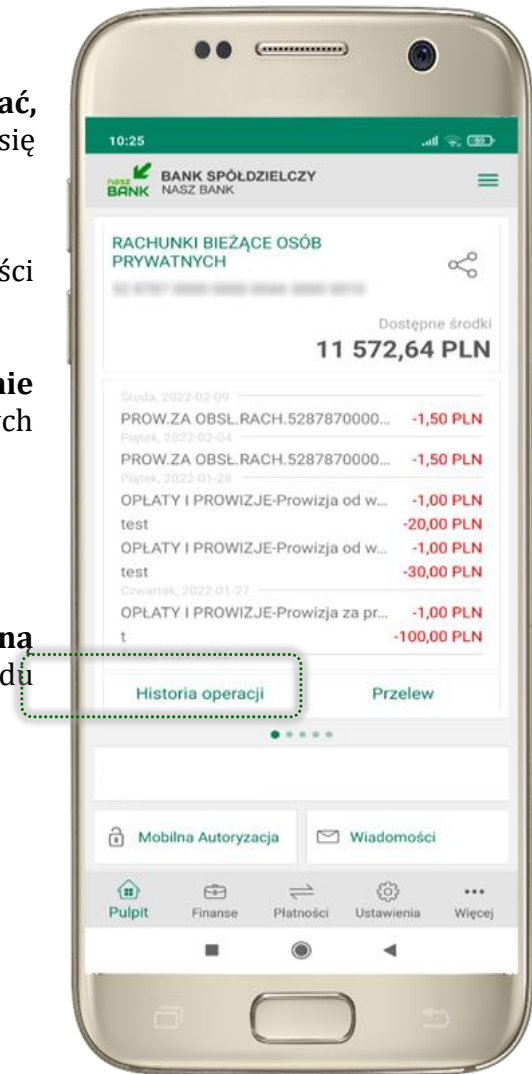 ać,
się
ści
nie
ych
ną
du
10:25
nasz BANK
BANK SPÓŁDZIELCZY
NASZ BANK
RACHUNKI BIEŻĄCE OSÓB
PRYWATNYCH
Dostępne środki
11 572,64 PLN
Środa, 2022-02-09
PROW.ZA OBSŁ.RACH.5287870000... -1,50 PLN
Piątek, 2022-02-04
PROW.ZA OBSŁ.RACH.5287870000... -1,50 PLN
Piątek, 2022-01-28
OPŁATY I PROWIZJE-Prowizja od w... -1,00 PLN
test -20,00 PLN
OPŁATY I PROWIZJE-Prowizja od w... -1,00 PLN
test -30,00 PLN
Czwartek, 2022-01-27
OPŁATY I PROWIZJE-Prowizja za pr... -1,00 PLN
t -100,00 PLN
Historia operacji Przelew
Mobilna Autoryzacja Wiadomości
Pulpit Finanse Płatności Ustawienia Więcej